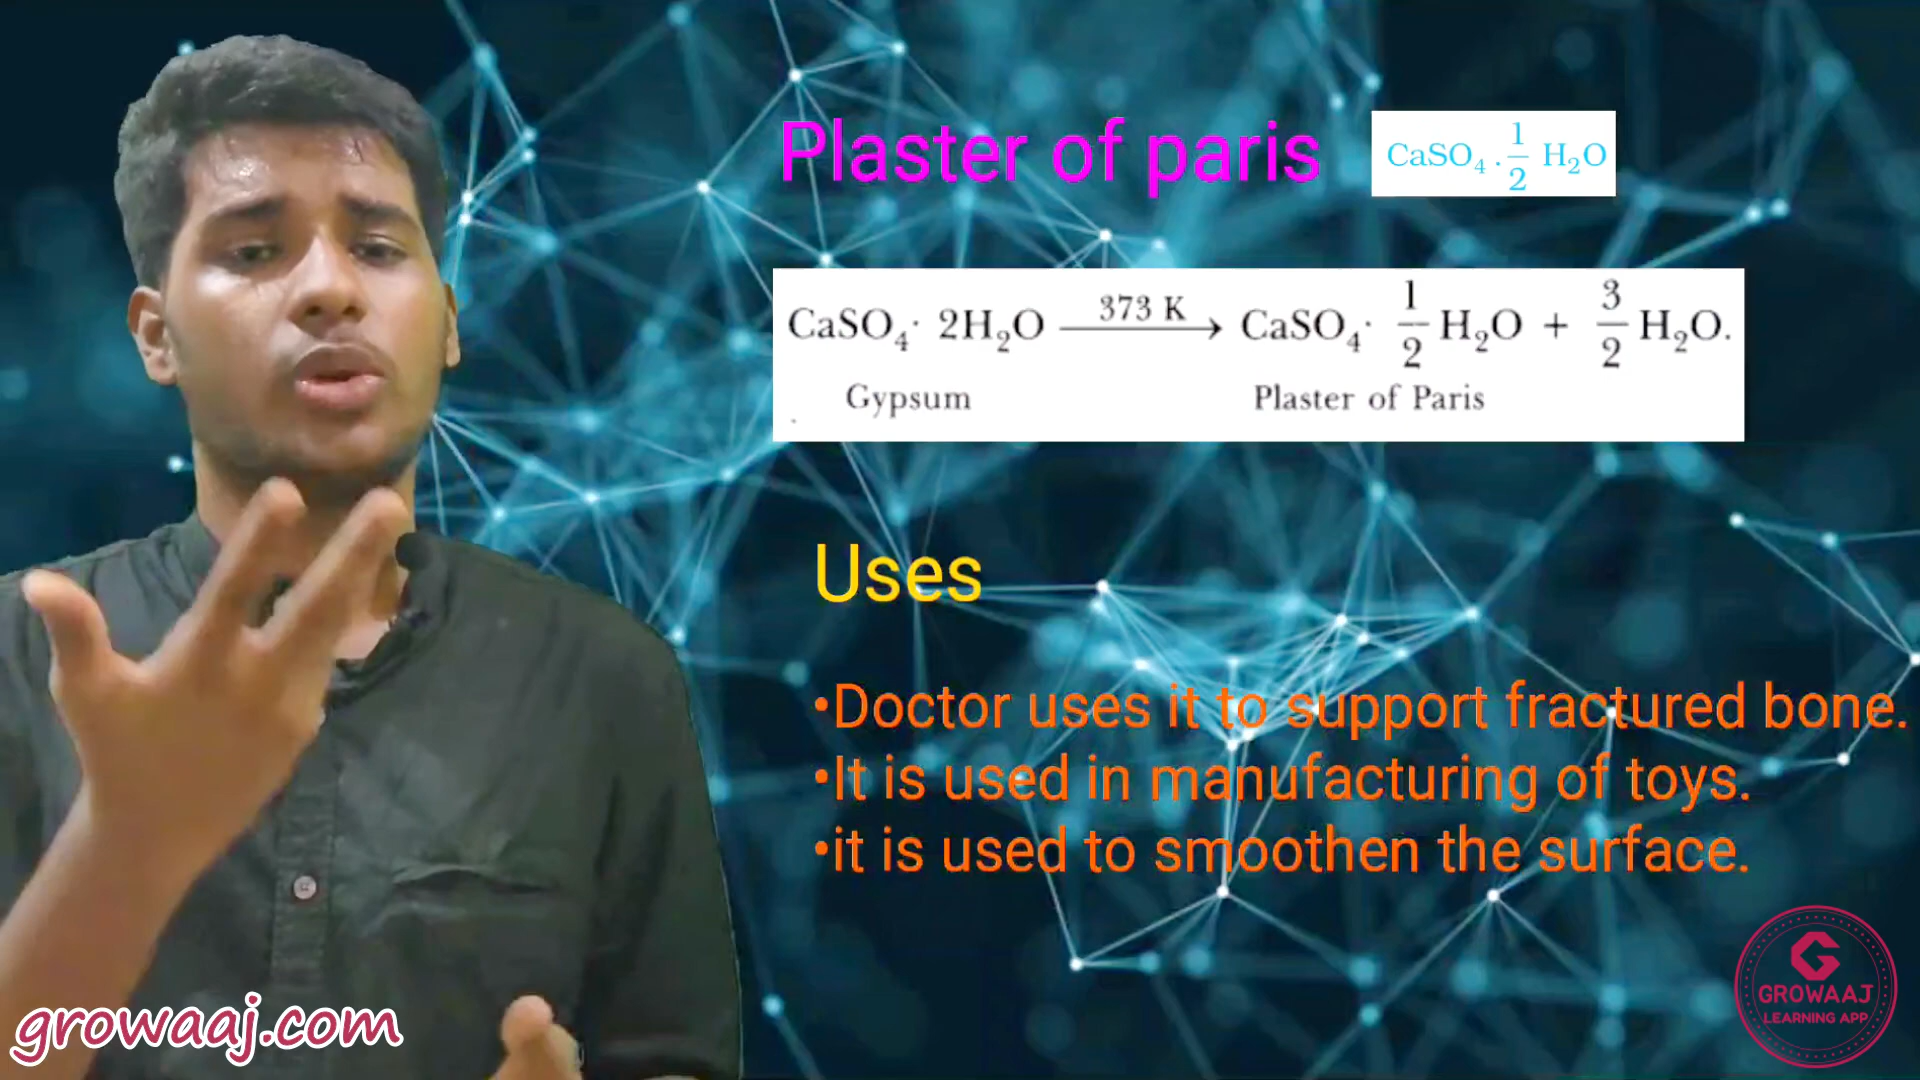 Plaster of paris
CaSO₄ . 1/2 H₂O
CaSO₄· 2H₂O 373 K → CaSO₄· 1/2 H₂O + 3/2 H₂O.
Gypsum Plaster of Paris
Uses
•Doctor uses it to support fractured bone.
•It is used in manufacturing of toys.
•it is used to smoothen the surface.
growaaj.com
G
GROWAAJ
LEARNING APP